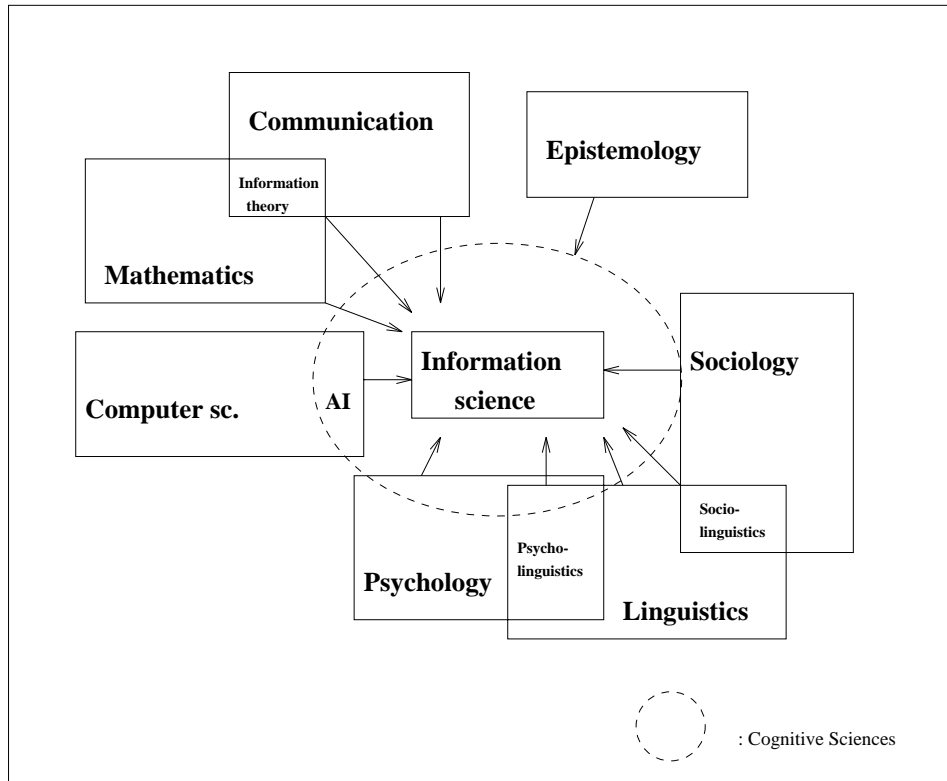 Communication
Epistemology
Information
theory
Mathematics
Information
science
Sociology
AI
Computer sc.
Socio-
linguistics
Psycho-
linguistics
Psychology
Linguistics
: Cognitive Sciences